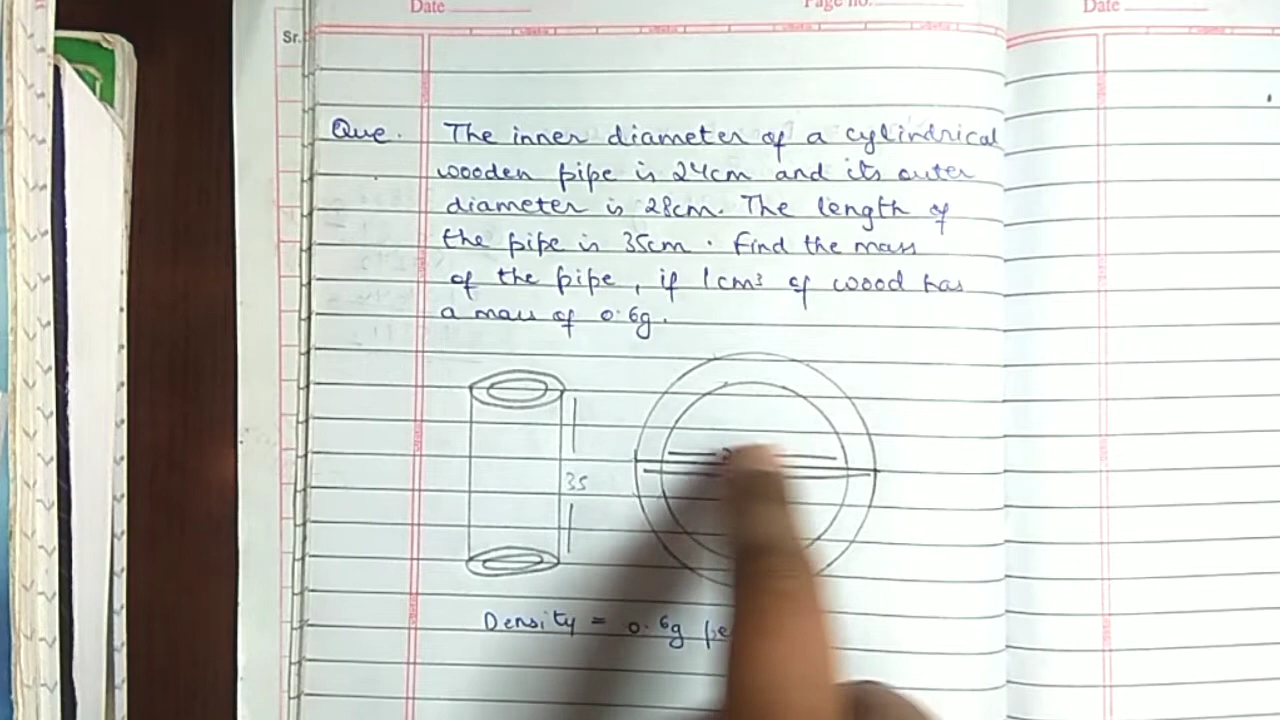 Date
Page no.
Date
Sr.
Que. The inner diameter of a cylindrical
wooden pipe is 24cm and its outer
diameter is 28cm. The length of
the pipe is 35cm. Find the mass
of the pipe, if 1cm³ of wood has
a mass of 0.6g.
35
Density = 0.6g